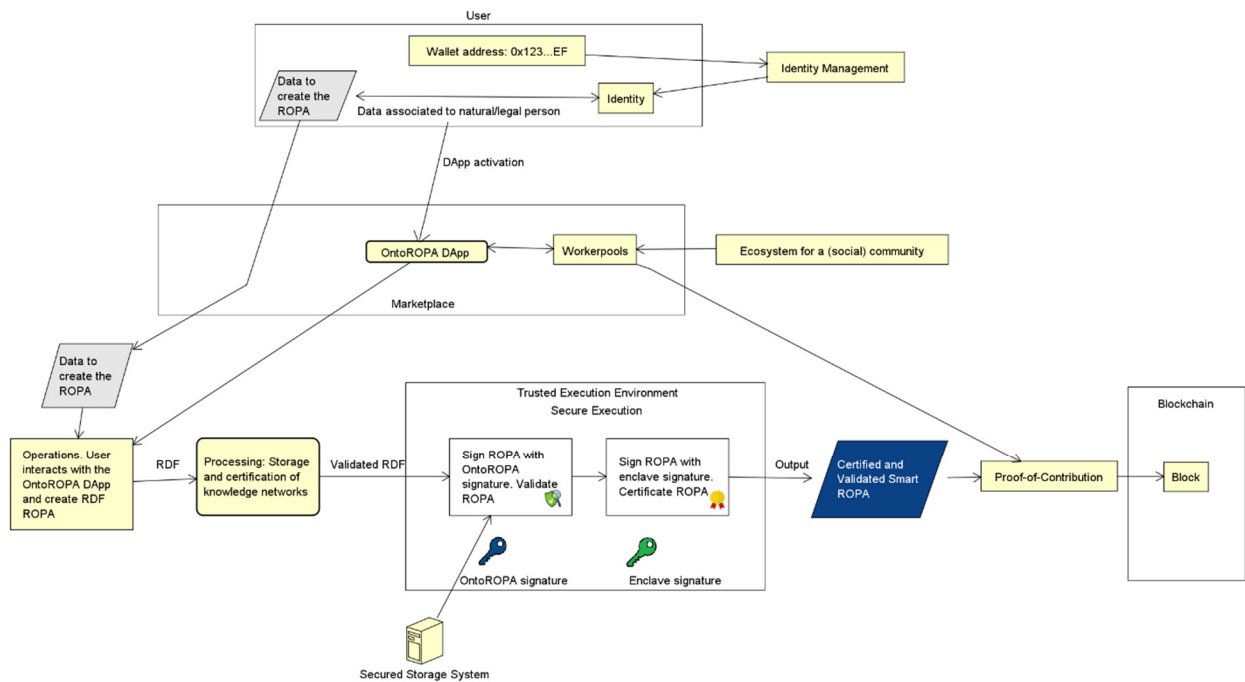 User
Wallet address: 0x123...EF
Identity Management
Data to
create the
ROPA
Identity
Data associated to natural/legal person
DApp activation
OntoROPA DApp
Workerpools
Ecosystem for a (social) community
Marketplace
Data to
create the
ROPA
Trusted Execution Environment
Secure Execution
Blockchain
Operations. User
interacts with the
OntoROPA DApp
and create RDF
ROPA
RDF
Processing: Storage
and certification of
knowledge networks
Validated RDF
Sign ROPA with
OntoROPA
signature. Validate
ROPA
Sign ROPA with
enclave signature.
Certificate ROPA
Output
Certified and
Validated Smart
ROPA
Proof-of-Contribution
Block
OntoROPA signature
Enclave signature
Secured Storage System